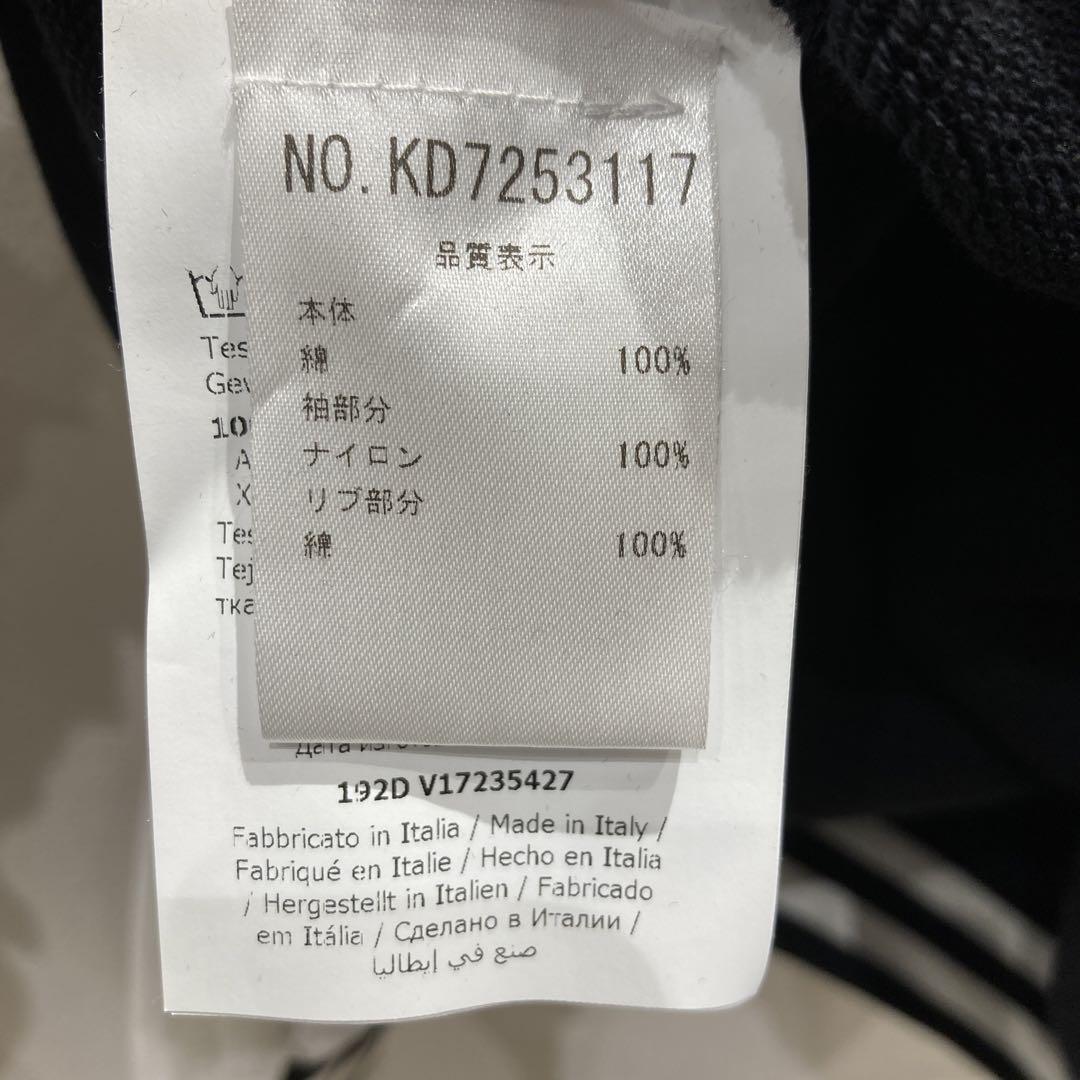 NO.KD7253117
品質表示
本体
綿 100%
袖部分
ナイロン 100%
リブ部分
綿 100%
192D V17235427
Fabbricato in Italia / Made in Italy /
Fabriqué en Italie / Hecho en Italia
/ Hergestellt in Italien / Fabricado
em Itália / Сделано в Италии /
صنع في إيطاليا